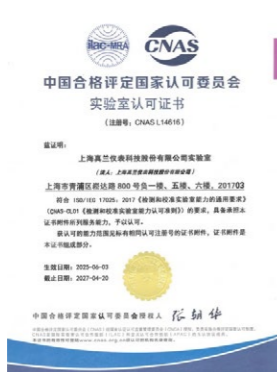 ilac-MRA
CNAS
中国合格评定国家认可委员会
实验室认可证书
(注册号:CNAS L14616)
兹证明:
上海真兰仪表科技股份有限公司实验室
(法人:上海真兰仪表科技股份有限公司)
上海市青浦区崧达路 800 号负一楼、五楼、六楼,201703
符合 ISO/IEC 17025:2017《检测和校准实验室能力的通用要求》
(CNAS-CL01《检测和校准实验室能力认可准则》)的要求,具备承担本
证书附件所列服务能力,予以认可。
获认可的能力范围见标有相同认可注册号的证书附件,证书附件是
本证书组成部分。
生效日期:2023-06-03
截止日期:2027-04-20
中国合格评定国家认可委员会授权人